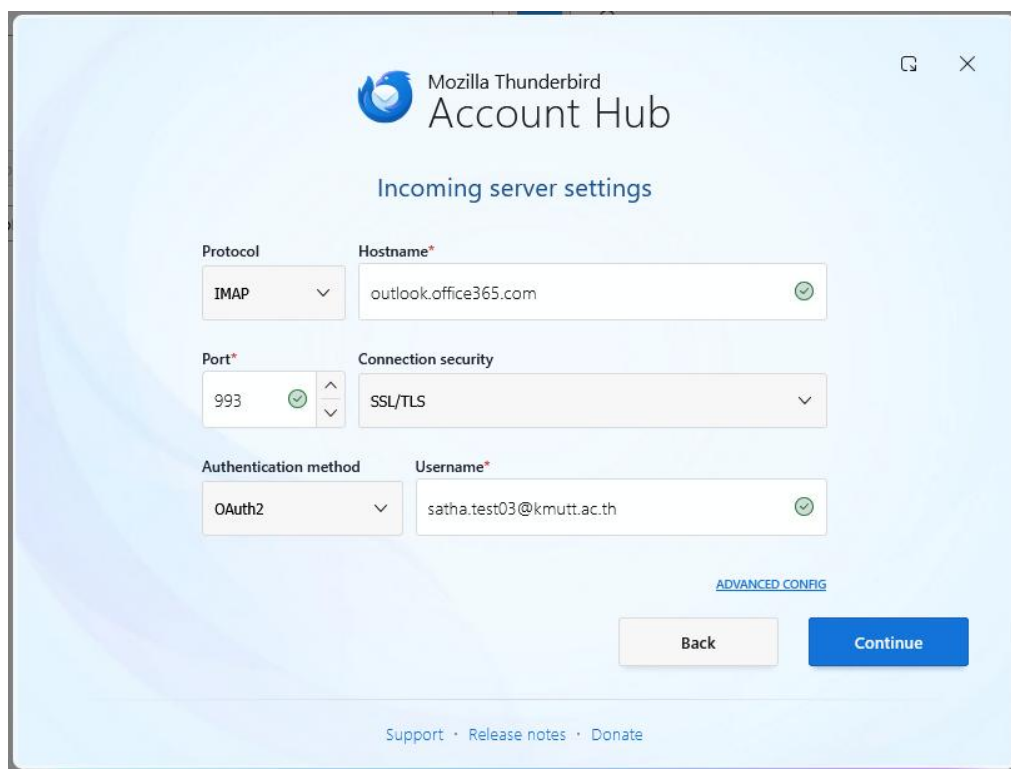 Mozilla Thunderbird
Account Hub
Incoming server settings
Protocol
Hostname*
IMAP
outlook.office365.com
Port*
Connection security
993
SSL/TLS
Authentication method
Username*
OAuth2
satha.test03@kmutt.ac.th
ADVANCED CONFIG
Back
Continue
Support · Release notes · Donate